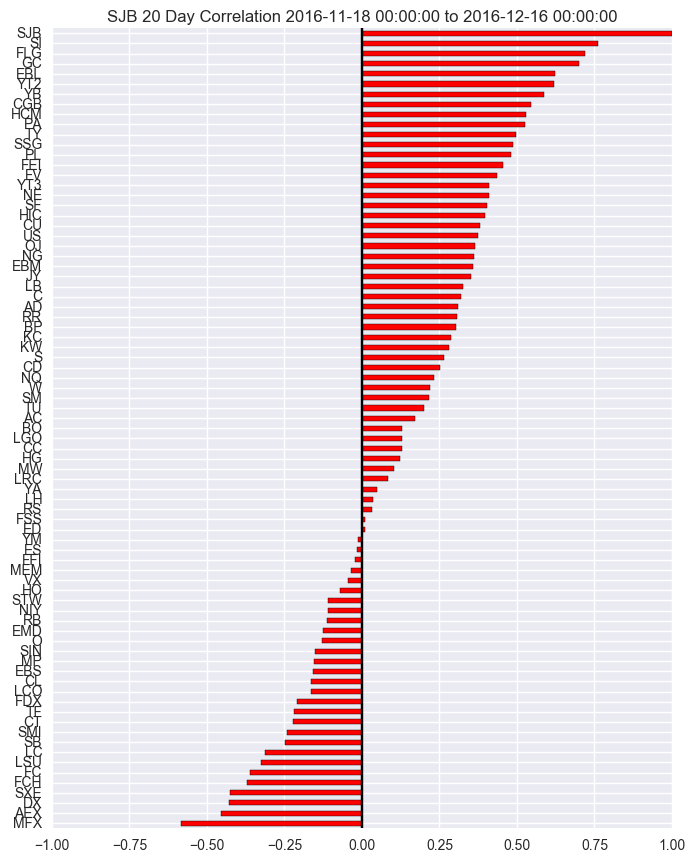 SJB 20 Day Correlation 2016-11-18 00:00:00 to 2016-12-16 00:00:00
SJB
SI
FLG
GC
EBL
YT2
YB
CGB
HCM
PA
TY
SSG
PL
FEI
FV
YT3
NE
SF
HIC
CU
US
OJ
NG
EBM
JY
LB
C
AD
RR
BP
KC
KW
S
CD
NQ
W
SM
TU
AC
BO
LGO
CC
HG
MW
LRC
YA
LH
RS
FSS
ED
YM
ES
MEM
VX
HO
STW
NIY
RB
EMD
O
SIN
MP
EBS
CL
LCO
FDX
TF
CT
SMI
SB
LC
LSU
FC
FCH
SXE
DX
AEX
MFX
−1.00 −0.75 −0.50 −0.25 0.00 0.25 0.50 0.75 1.00